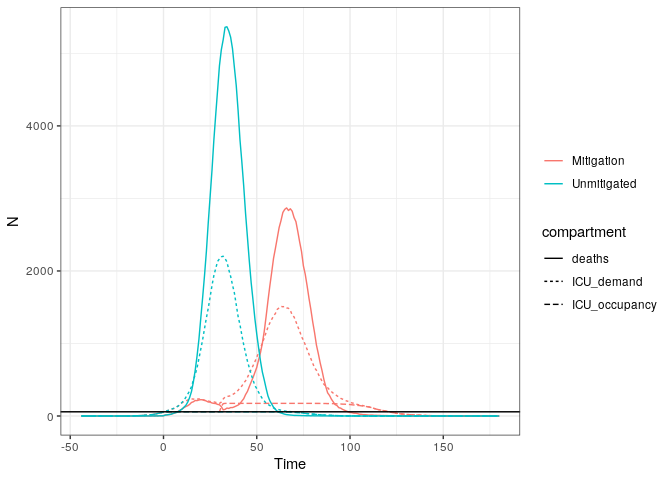 N
4000
2000
0
-50 0 50 100 150
Time
Mitigation
Unmitigated
compartment
deaths
ICU_demand
ICU_occupancy